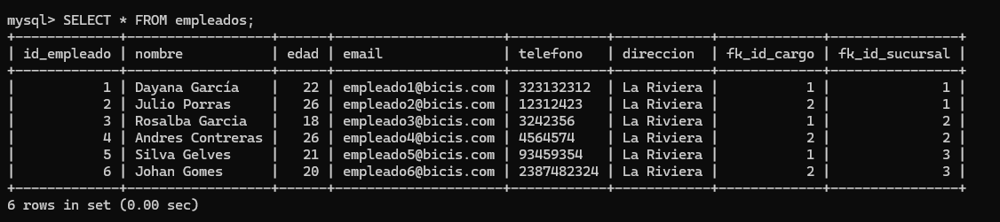 mysql> SELECT * FROM empleados;
+-------------+------------------+------+--------------------+------------+------------+-------------+----------------+
| id_empleado | nombre           | edad | email              | telefono   | direccion  | fk_id_cargo | fk_id_sucursal |
+-------------+------------------+------+--------------------+------------+------------+-------------+----------------+
|           1 | Dayana García    |   22 | empleado1@bicis.com | 323132312  | La Riviera |           1 |              1 |
|           2 | Julio Porras     |   26 | empleado2@bicis.com | 12312423   | La Riviera |           2 |              1 |
|           3 | Rosalba Garcia   |   18 | empleado3@bicis.com | 3242356    | La Riviera |           1 |              2 |
|           4 | Andres Contreras |   26 | empleado4@bicis.com | 4564574    | La Riviera |           2 |              2 |
|           5 | Silva Gelves     |   21 | empleado5@bicis.com | 93459354   | La Riviera |           1 |              3 |
|           6 | Johan Gomes      |   20 | empleado6@bicis.com | 2387482324 | La Riviera |           2 |              3 |
+-------------+------------------+------+--------------------+------------+------------+-------------+----------------+
6 rows in set (0.00 sec)